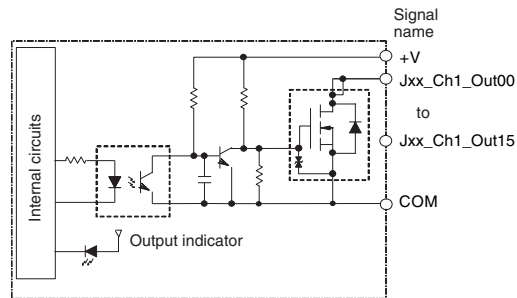 Signal
name
+V
Jxx_Ch1_Out00
to
Jxx_Ch1_Out15
COM
Internal circuits
Output indicator